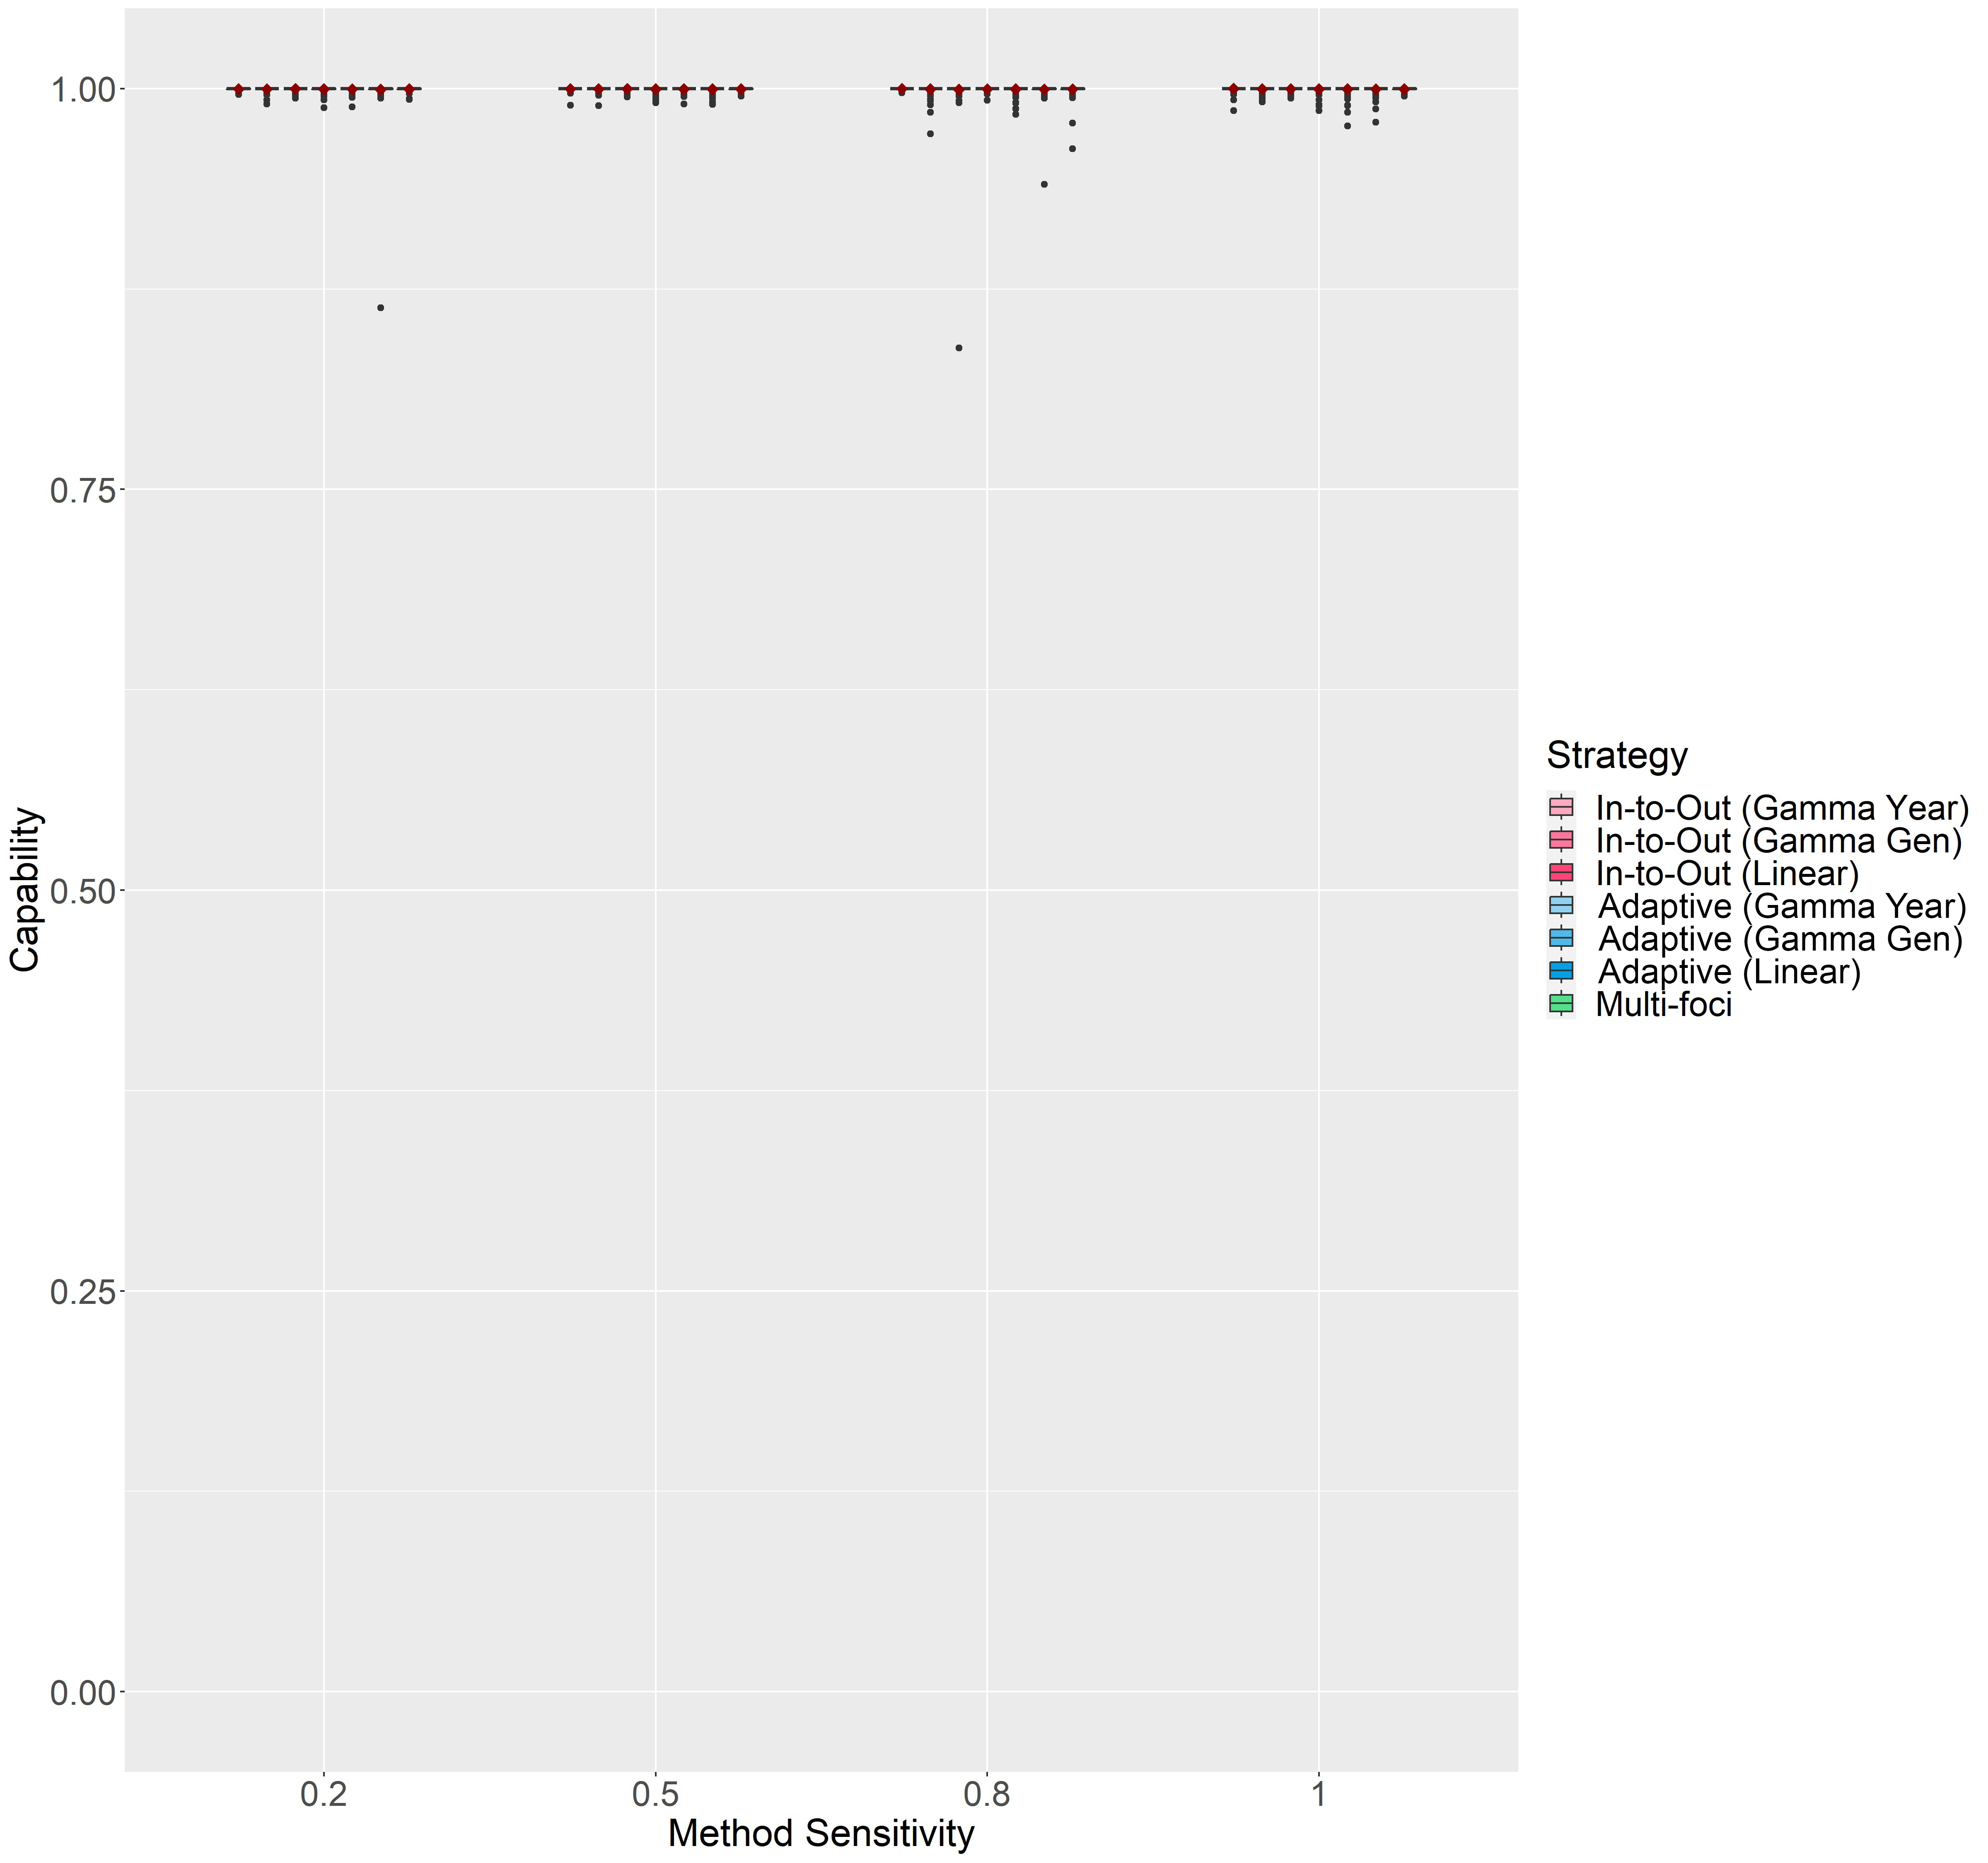 1.00
0.75
0.50
0.25
0.00
Capability
0.2 0.5 0.8 1
Method Sensitivity
Strategy
In-to-Out (Gamma Year)
In-to-Out (Gamma Gen)
In-to-Out (Linear)
Adaptive (Gamma Year)
Adaptive (Gamma Gen)
Adaptive (Linear)
Multi-foci